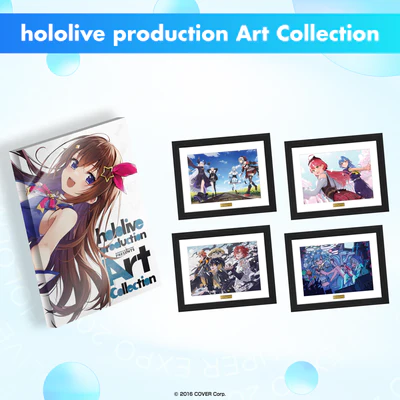 hololive production Art Collection
hololive
production
Art
Collection
© 2016 COVER Corp.